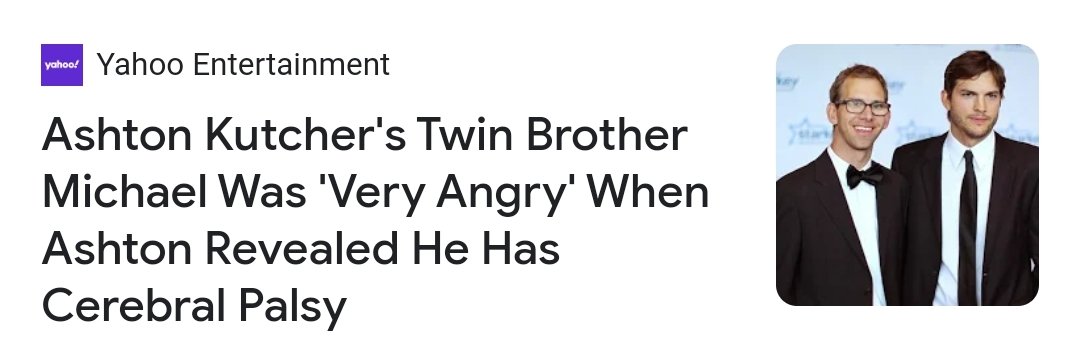 yahoo!
Yahoo Entertainment
Ashton Kutcher's Twin Brother
Michael Was 'Very Angry' When
Ashton Revealed He Has
Cerebral Palsy